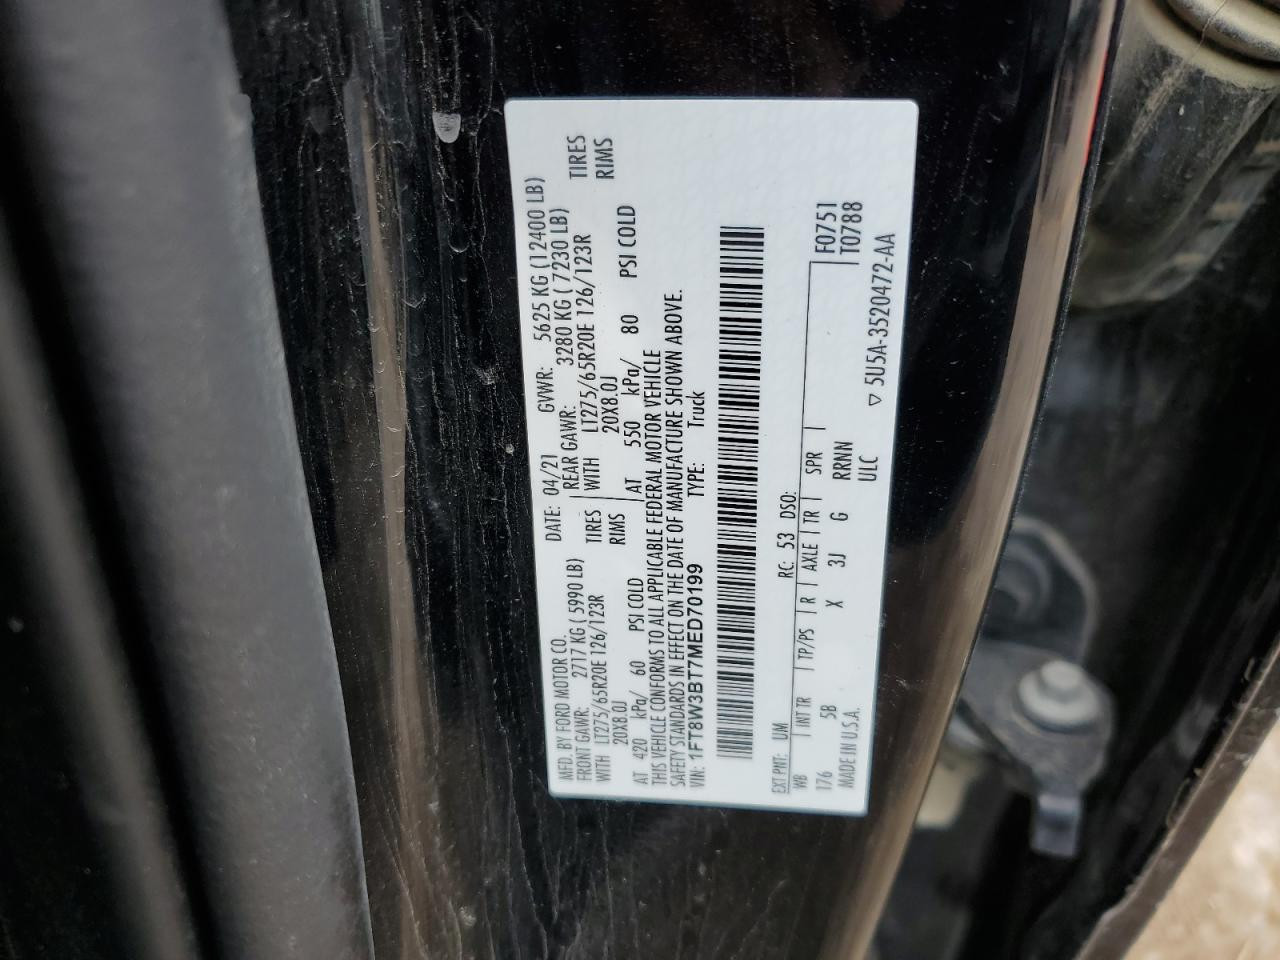 MFD. BY FORD MOTOR CO. DATE: 04/21 GVWR: 5625 KG (12400 LB)
FRONT GAWR: 2717 KG ( 5990 LB) REAR GAWR: 3280 KG ( 7230 LB)
WITH LT275/65R20E 126/123R TIRES WITH LT275/65R20E 126/123R TIRES
20X8.0J RIMS 20X8.0J RIMS
AT 420 kPa/ 60 PSI COLD AT 550 kPa/ 80 PSI COLD
THIS VEHICLE CONFORMS TO ALL APPLICABLE FEDERAL MOTOR VEHICLE
SAFETY STANDARDS IN EFFECT ON THE DATE OF MANUFACTURE SHOWN ABOVE.
VIN: 1FT8W3BT7MED70199 TYPE: Truck
EXT PNT: UM RC: 53 DSO:
WB INT TR TP/PS R AXLE TR SPR F0751
176 5B X 3J G RRNN T0788
MADE IN U.S.A. ULC
▽ 5U5A-3520472-AA